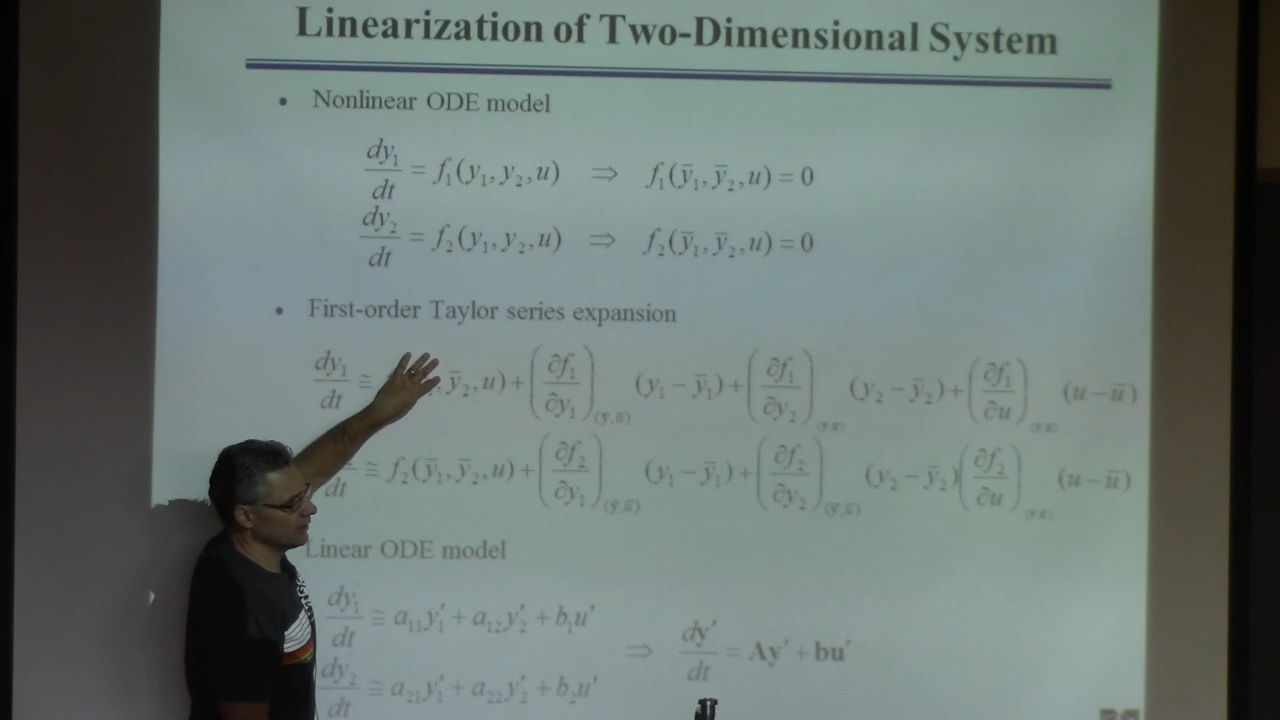 Linearization of Two-Dimensional System
• Nonlinear ODE model
dy₁/dt = f₁(y₁, y₂, u) ⇒ f₁(ȳ₁, ȳ₂, u) = 0
dy₂/dt = f₂(y₁, y₂, u) ⇒ f₂(ȳ₁, ȳ₂, u) = 0
• First-order Taylor series expansion
dy₁/dt ≅ , ȳ₂, u) + (∂f₁/∂y₁)_(ȳ,ū) (y₁ − ȳ₁) + (∂f₁/∂y₂)_(ȳ,ū) (y₂ − ȳ₂) + (∂f₁/∂u)_(ȳ,ū) (u − ū)
dt ≅ f₂(ȳ₁, ȳ₂, u) + (∂f₂/∂y₁)_(ȳ,ū) (y₁ − ȳ₁) + (∂f₂/∂y₂)_(ȳ,ū) (y₂ − ȳ₂)(∂f₂/∂u)_(ȳ,ū) (u − ū)
Linear ODE model
dy₁/dt ≅ a₁₁y₁′ + a₁₂y₂′ + b₁u′
⇒ dy′/dt = Ay′ + bu′
dy₂/dt ≅ a₂₁y₁′ + a₂₂y₂′ + b₂u′